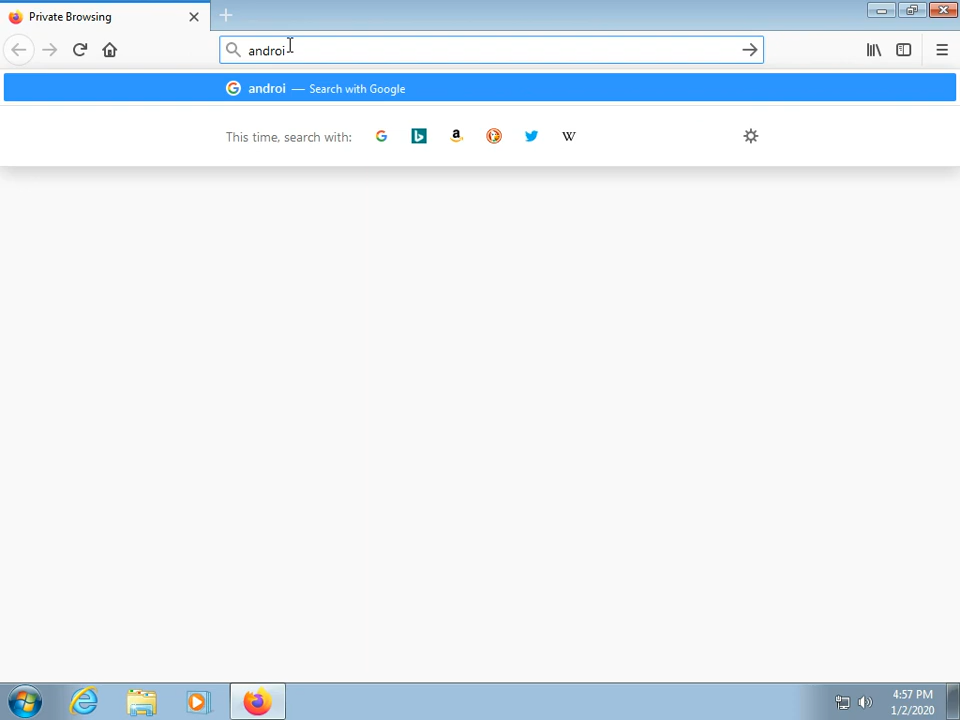 Private Browsing
androi
androi — Search with Google
This time, search with:
4:57 PM
1/2/2020